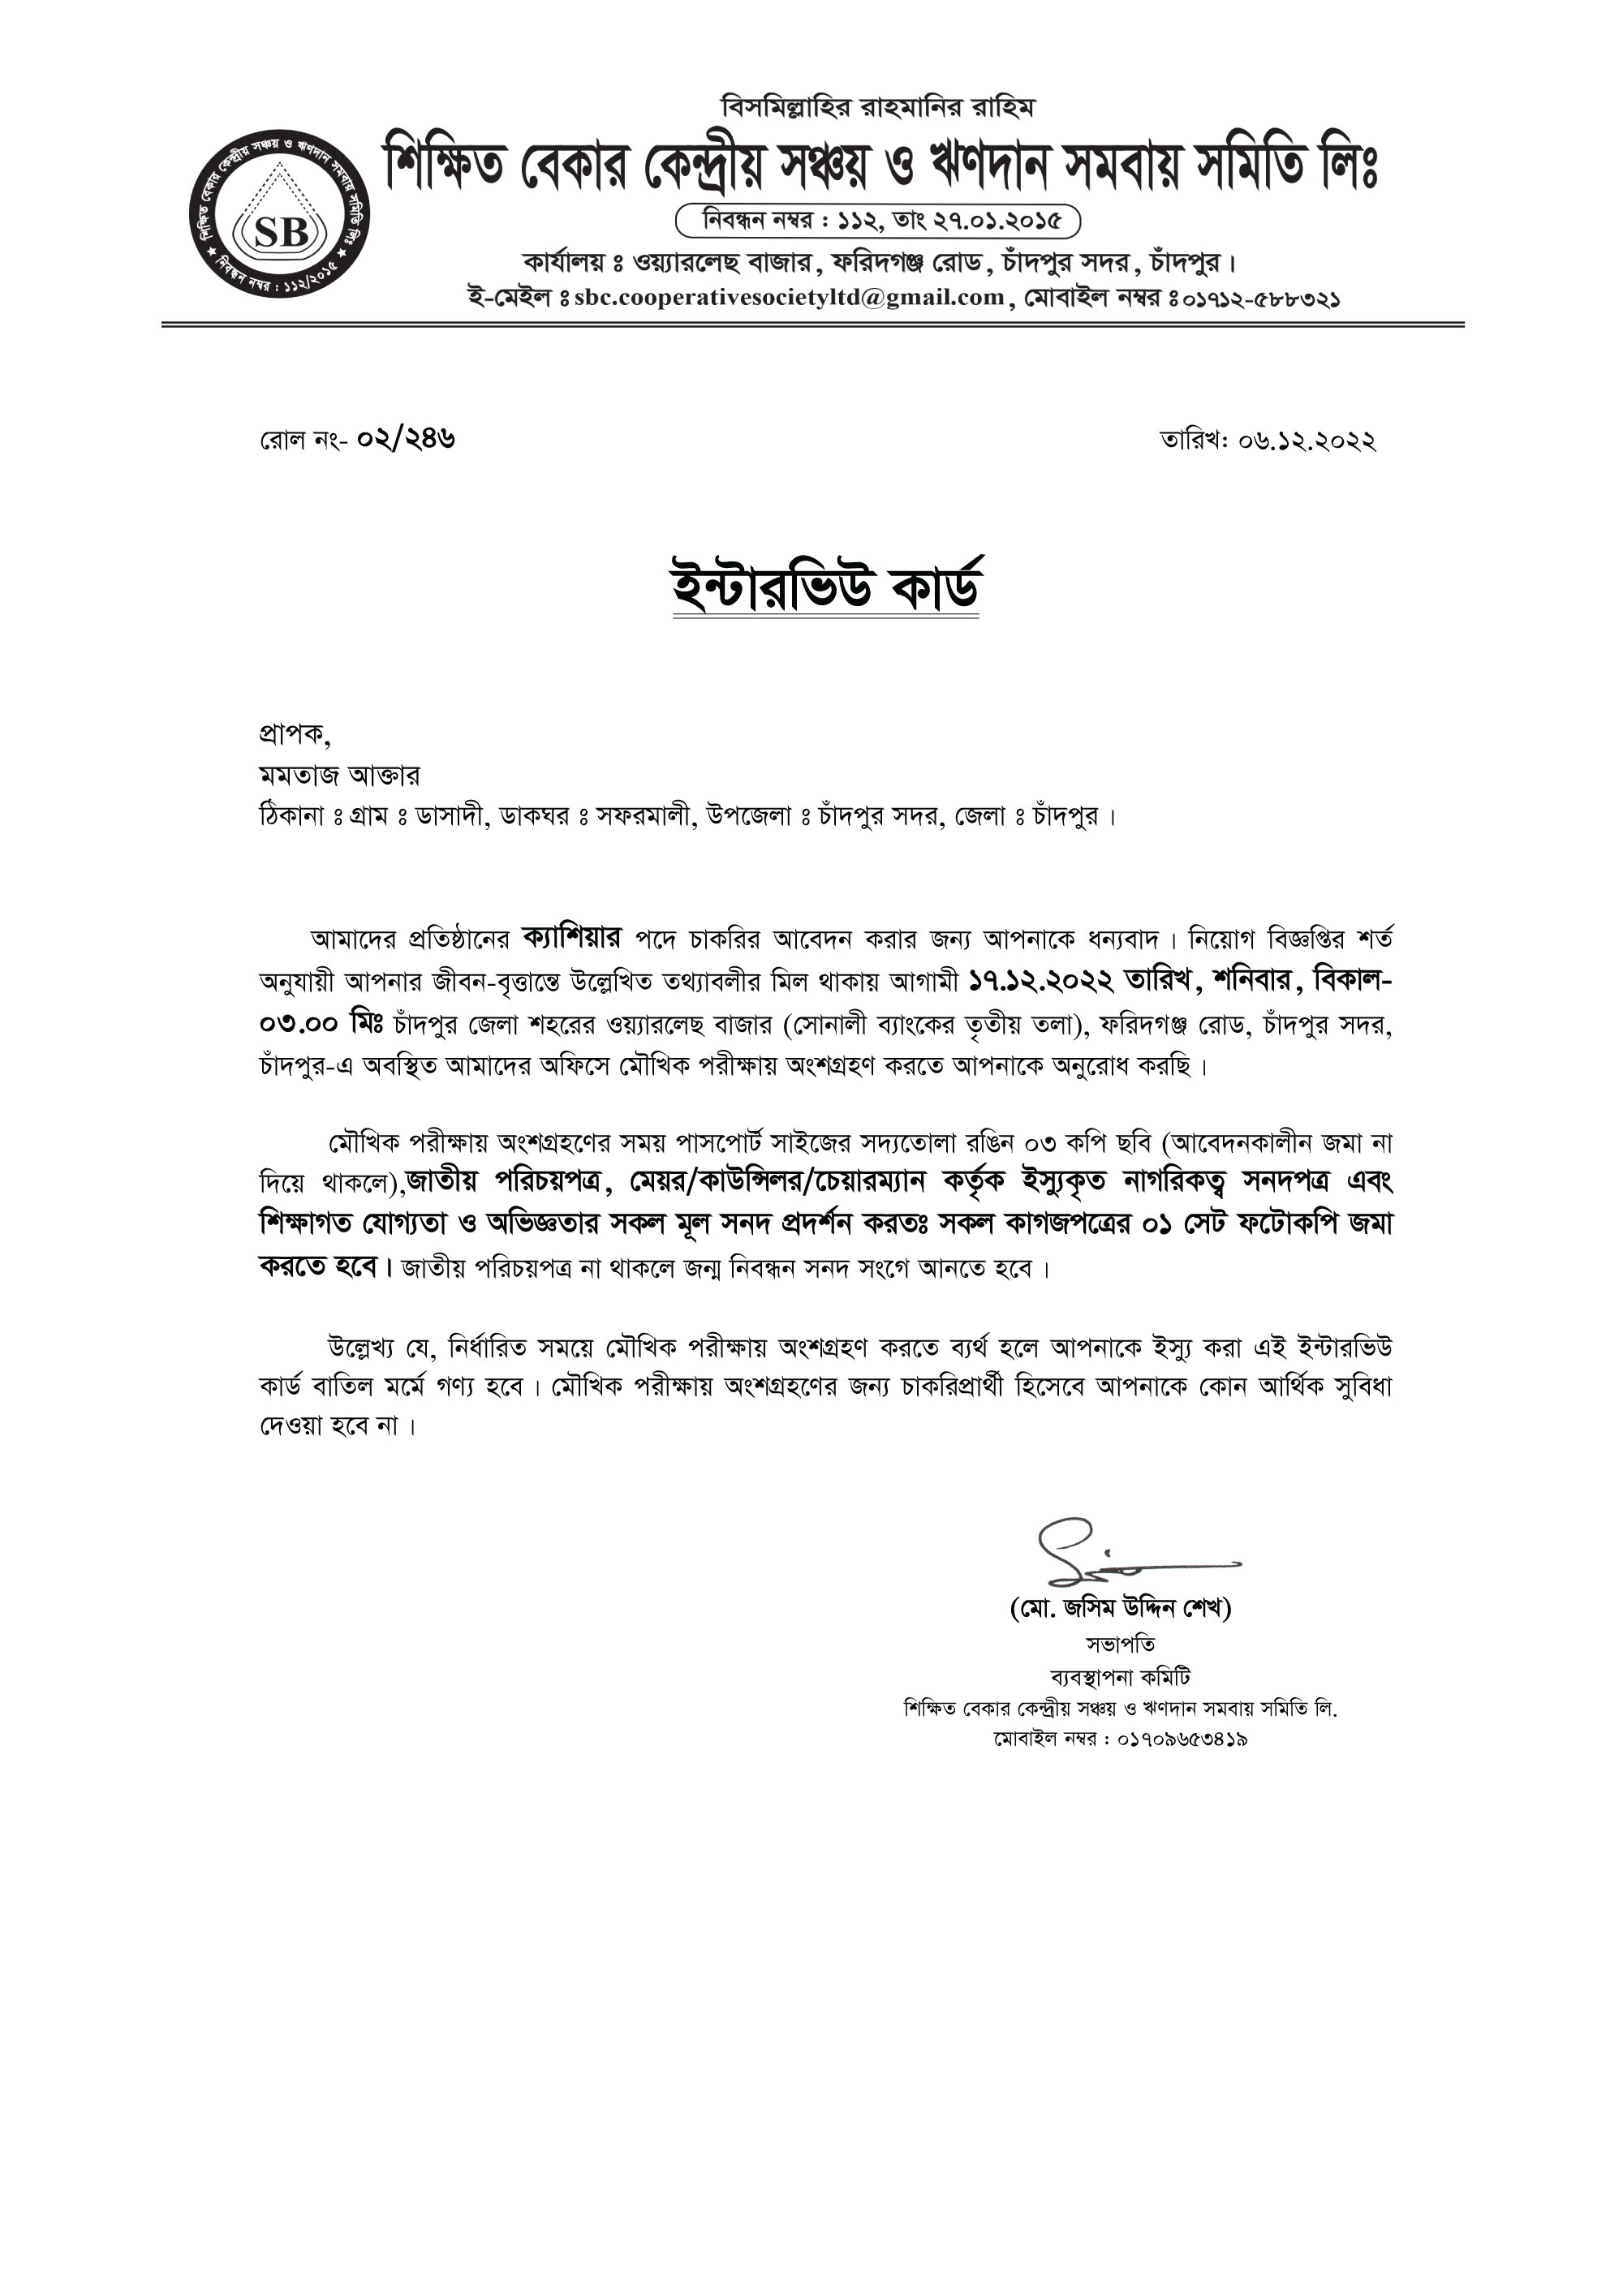 বিসমিল্লাহির রাহমানির রাহিম
শিক্ষিত বেকার কেন্দ্রীয় সঞ্চয় ও ঋণদান সমবায় সমিতি লিঃ
শিক্ষিত বেকার কেন্দ্রীয় সঞ্চয় ও ঋণদান সমবায় সমিতি লিঃ
SB
নিবন্ধন নম্বর : ১১২/২০১৫
নিবন্ধন নম্বর : ১১২, তাং ২৭.০১.২০১৫
কার্যালয় ঃ ওয়্যারলেছ বাজার, ফরিদগঞ্জ রোড, চাঁদপুর সদর, চাঁদপুর।
ই-মেইল ঃ sbc.cooperativesocietyltd@gmail.com, মোবাইল নম্বর ঃ ০১৭১২-৫৮৮৩২১
রোল নং- ০২/২৪৬ তারিখ: ০৬.১২.২০২২
ইন্টারভিউ কার্ড
প্রাপক,
মমতাজ আক্তার
ঠিকানা ঃ গ্রাম ঃ ডাসাদী, ডাকঘর ঃ সফরমালী, উপজেলা ঃ চাঁদপুর সদর, জেলা ঃ চাঁদপুর।
আমাদের প্রতিষ্ঠানের ক্যাশিয়ার পদে চাকরির আবেদন করার জন্য আপনাকে ধন্যবাদ। নিয়োগ বিজ্ঞপ্তির শর্ত
অনুযায়ী আপনার জীবন-বৃত্তান্তে উল্লেখিত তথ্যাবলীর মিল থাকায় আগামী ১৭.১২.২০২২ তারিখ, শনিবার, বিকাল-
০৩.০০ মিঃ চাঁদপুর জেলা শহরের ওয়্যারলেছ বাজার (সোনালী ব্যাংকের তৃতীয় তলা), ফরিদগঞ্জ রোড, চাঁদপুর সদর,
চাঁদপুর-এ অবস্থিত আমাদের অফিসে মৌখিক পরীক্ষায় অংশগ্রহণ করতে আপনাকে অনুরোধ করছি।
মৌখিক পরীক্ষায় অংশগ্রহণের সময় পাসপোর্ট সাইজের সদ্যতোলা রঙিন ০৩ কপি ছবি (আবেদনকালীন জমা না
দিয়ে থাকলে),জাতীয় পরিচয়পত্র, মেয়র/কাউন্সিলর/চেয়ারম্যান কর্তৃক ইস্যুকৃত নাগরিকত্ব সনদপত্র এবং
শিক্ষাগত যোগ্যতা ও অভিজ্ঞতার সকল মূল সনদ প্রদর্শন করতঃ সকল কাগজপত্রের ০১ সেট ফটোকপি জমা
করতে হবে। জাতীয় পরিচয়পত্র না থাকলে জন্ম নিবন্ধন সনদ সংগে আনতে হবে।
উল্লেখ্য যে, নির্ধারিত সময়ে মৌখিক পরীক্ষায় অংশগ্রহণ করতে ব্যর্থ হলে আপনাকে ইস্যু করা এই ইন্টারভিউ
কার্ড বাতিল মর্মে গণ্য হবে। মৌখিক পরীক্ষায় অংশগ্রহণের জন্য চাকরিপ্রার্থী হিসেবে আপনাকে কোন আর্থিক সুবিধা
দেওয়া হবে না।
(মো. জসিম উদ্দিন শেখ)
সভাপতি
ব্যবস্থাপনা কমিটি
শিক্ষিত বেকার কেন্দ্রীয় সঞ্চয় ও ঋণদান সমবায় সমিতি লি.
মোবাইল নম্বর : ০১৭০৯৬৫৩৪১৯